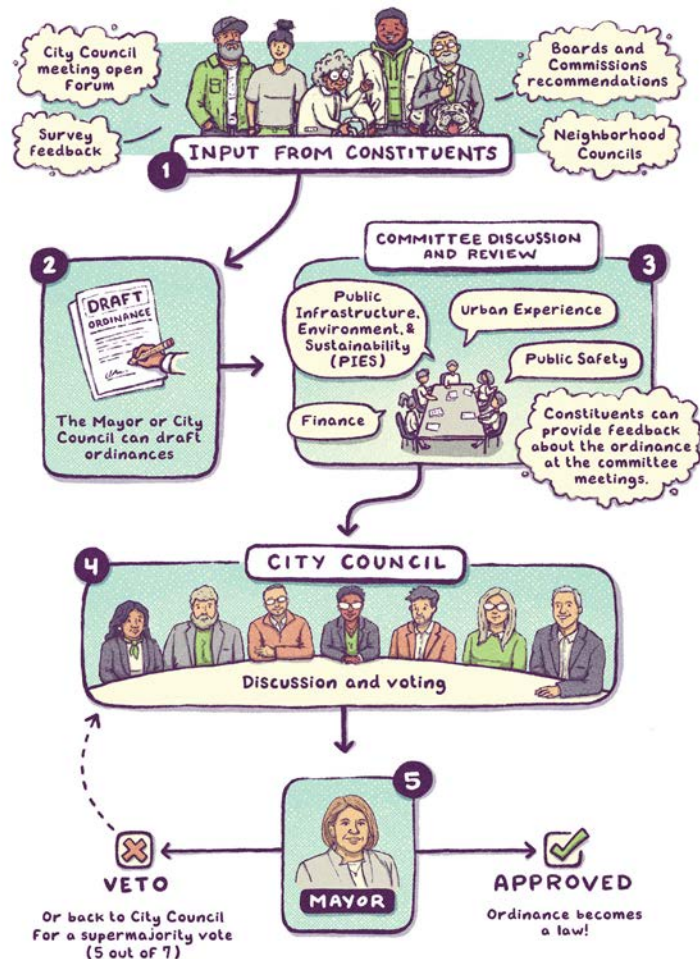 City Council
meeting open
Forum
Survey
feedback
Boards and
Commissions
recommendations
Neighborhood
Councils
1
INPUT FROM CONSTITUENTS
2
DRAFT
ORDINANCE
The Mayor or City
Council can draft
ordinances
COMMITTEE DISCUSSION
AND REVIEW
3
Public
Infrastructure,
Environment, &
Sustainability
(PIES)
Urban Experience
Public Safety
Finance
Constituents can
provide feedback
about the ordinance
at the committee
meetings.
4
CITY COUNCIL
Discussion and voting
5
MAYOR
VETO
Or back to City Council
For a supermajority vote
(5 out of 7)
APPROVED
Ordinance becomes
a law!